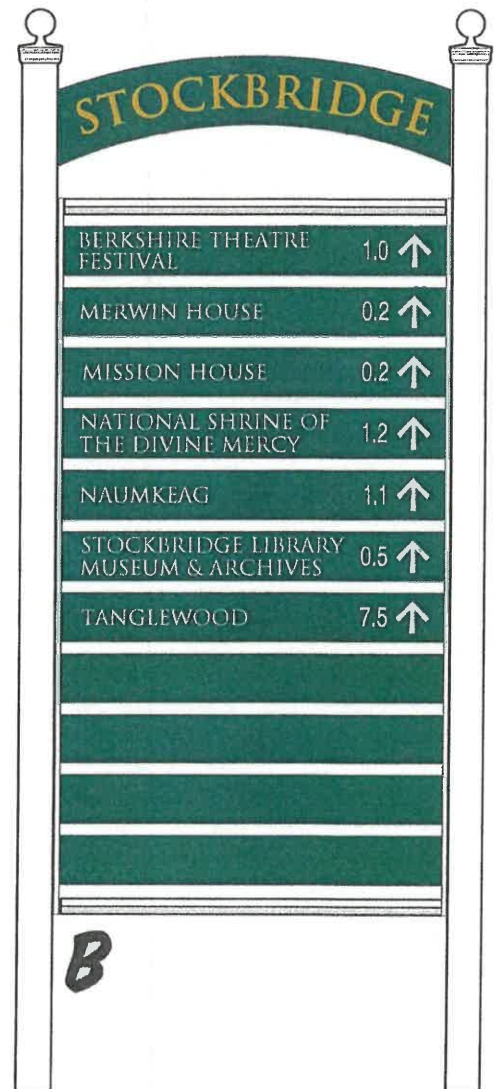 STOCKBRIDGE
BERKSHIRE THEATRE
FESTIVAL 1.0 ↑
MERWIN HOUSE 0.2 ↑
MISSION HOUSE 0.2 ↑
NATIONAL SHRINE OF
THE DIVINE MERCY 1.2 ↑
NAUMKEAG 1.1 ↑
STOCKBRIDGE LIBRARY
MUSEUM & ARCHIVES 0.5 ↑
TANGLEWOOD 7.5 ↑
B